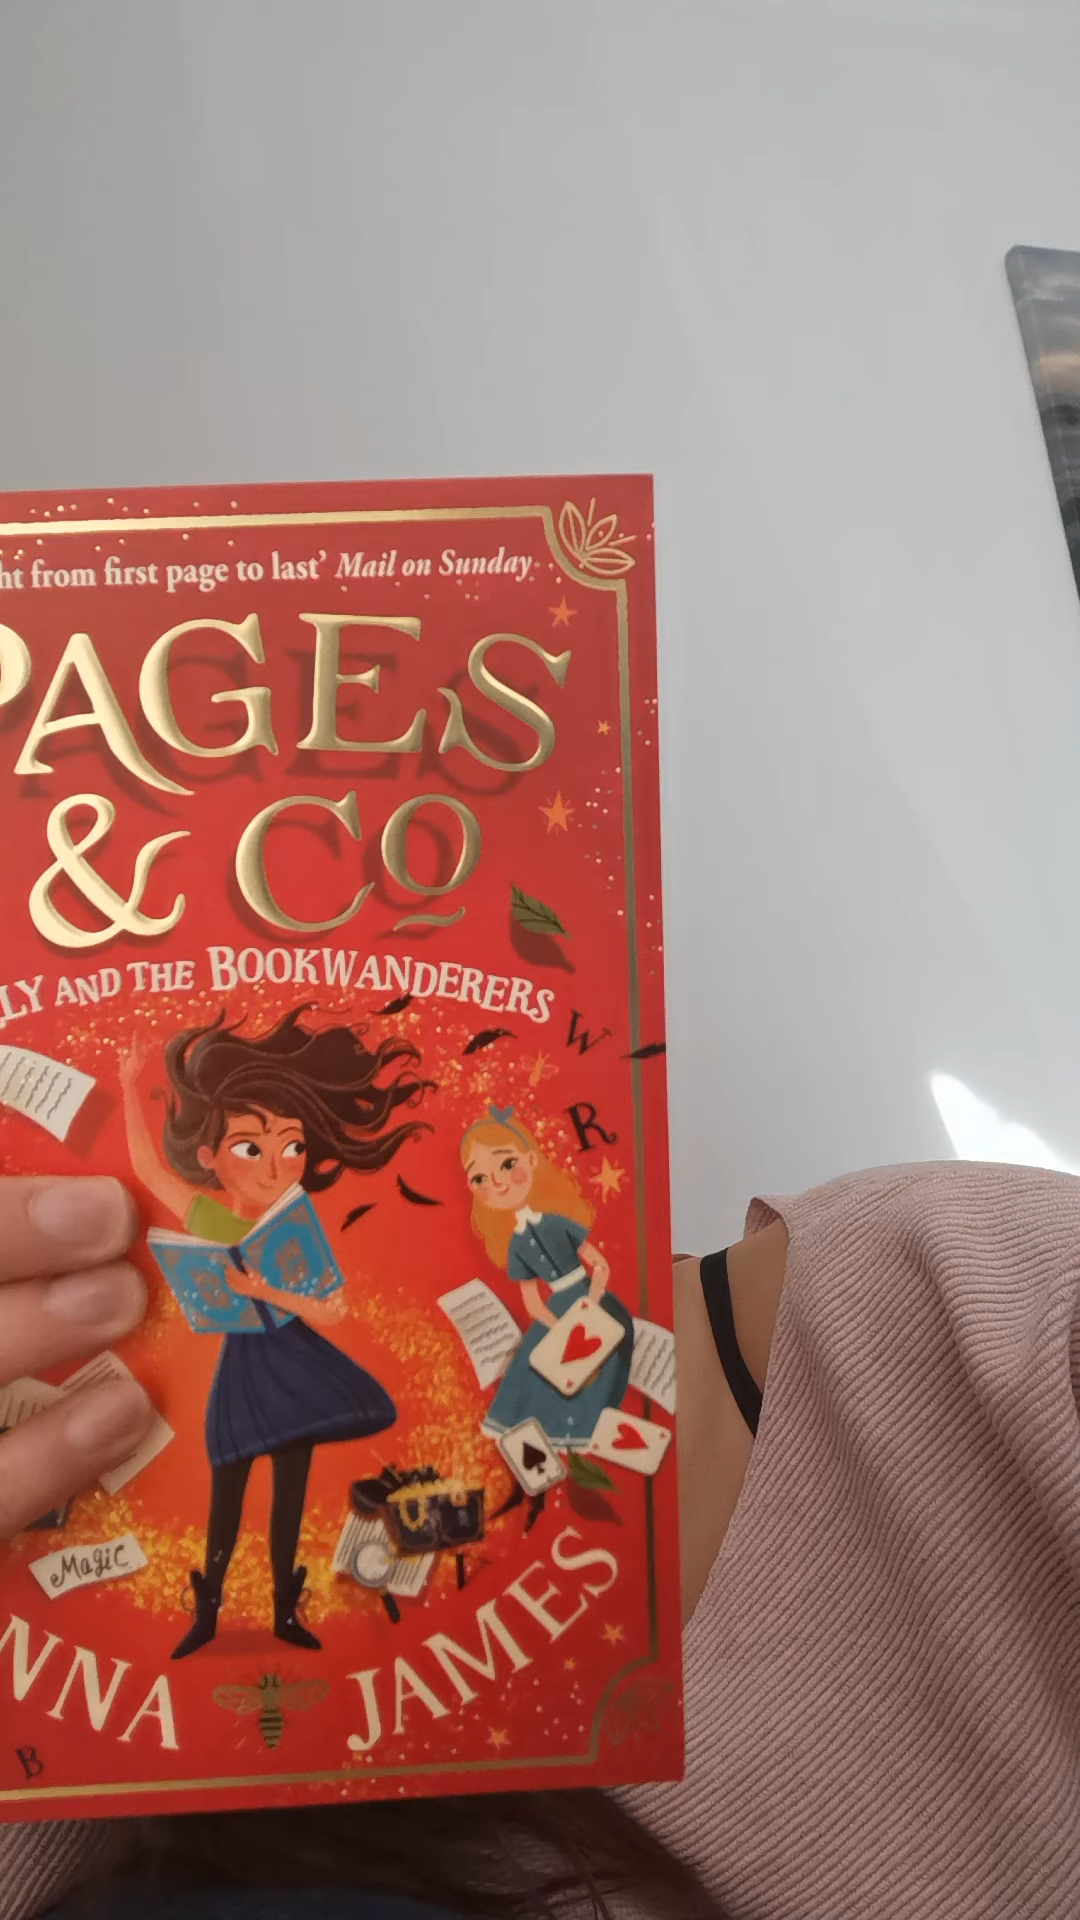 ht from first page to last' Mail on Sunday
PAGES
& Co
LY AND THE BOOKWANDERERS
W
R
Magic
NNA JAMES
B